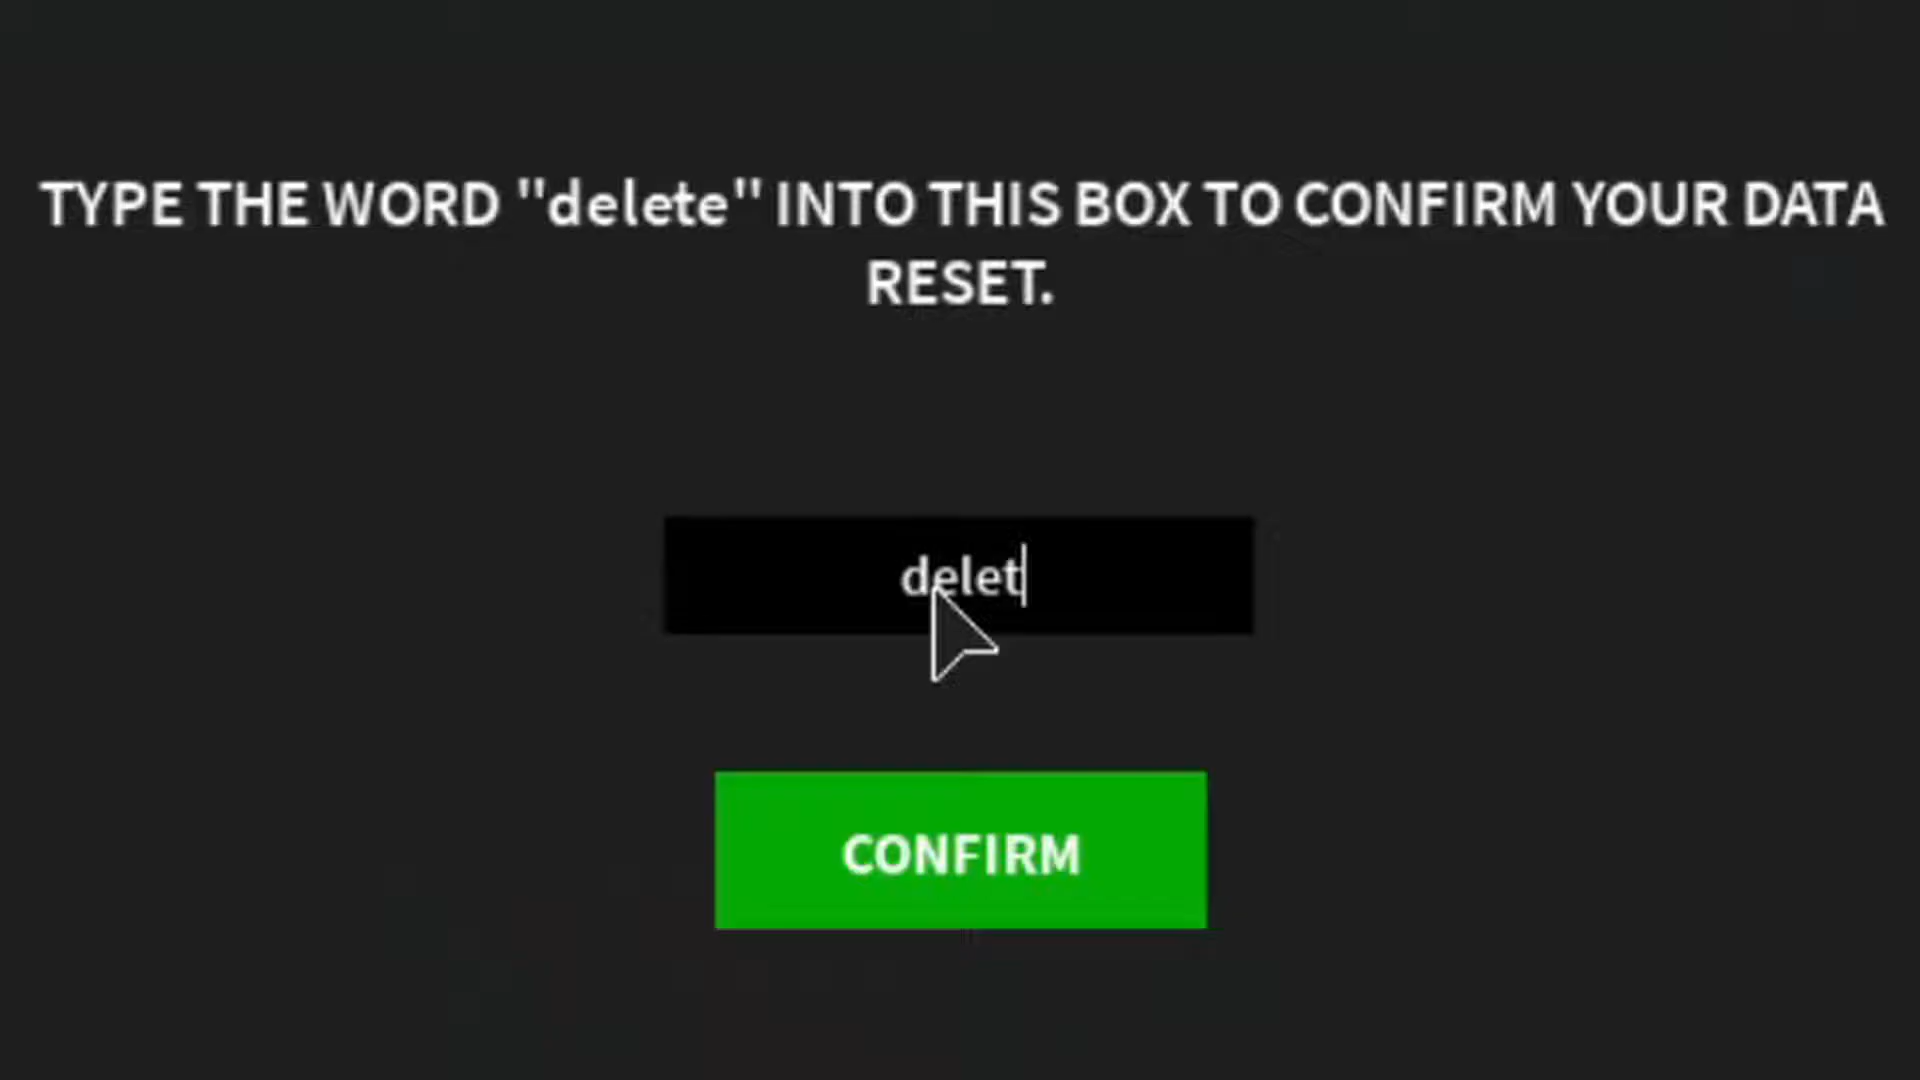 TYPE THE WORD "delete" INTO THIS BOX TO CONFIRM YOUR DATA
RESET.
delet
CONFIRM